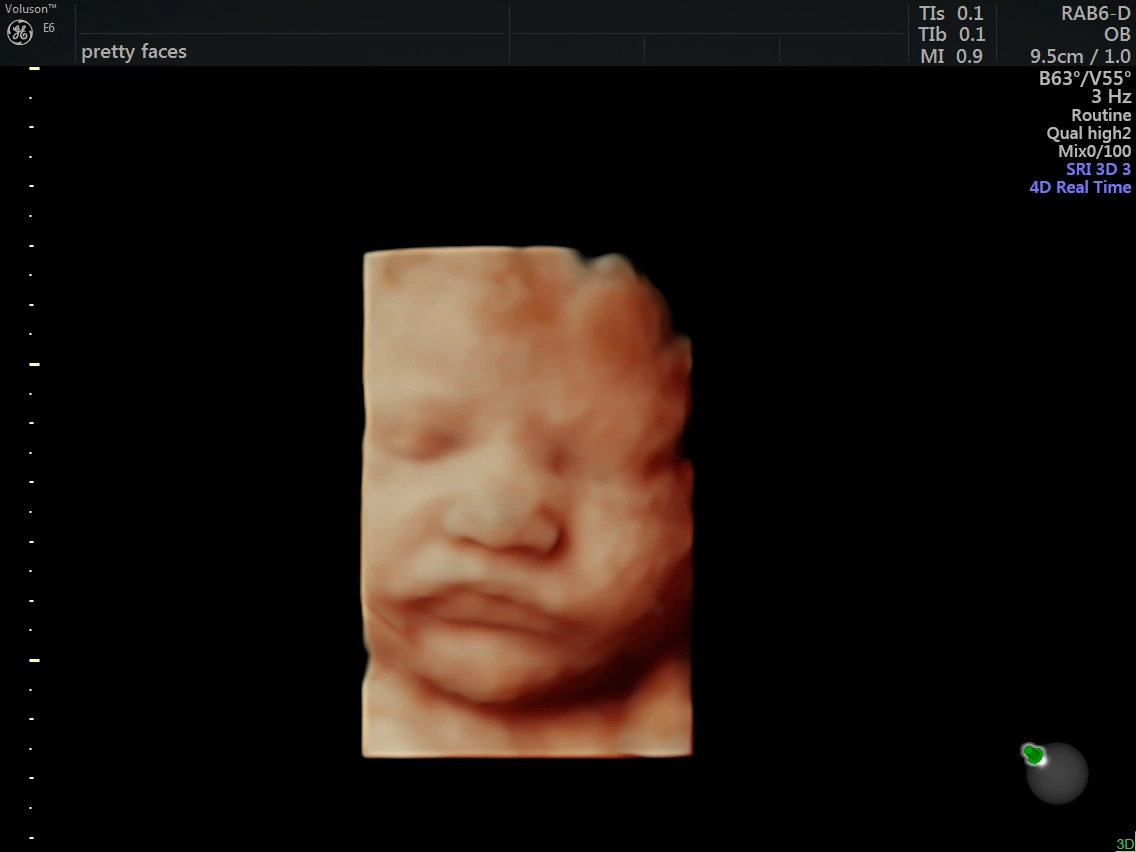 Voluson™
E6
pretty faces
TIs 0.1
TIb 0.1
MI 0.9
RAB6-D
OB
9.5cm / 1.0
B63°/V55°
3 Hz
Routine
Qual high2
Mix0/100
SRI 3D 3
4D Real Time
3D